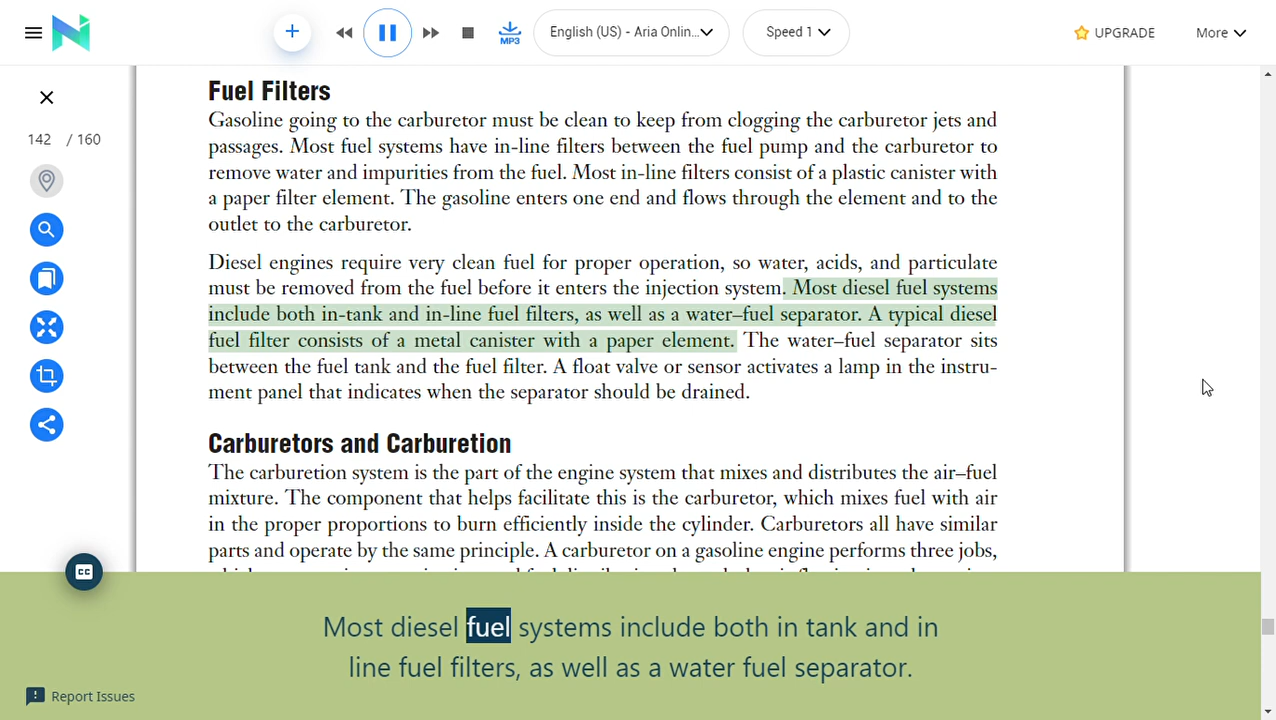 English (US) - Aria Onlin...
Speed 1
UPGRADE
More
MP3
142 / 160
Fuel Filters
Gasoline going to the carburetor must be clean to keep from clogging the carburetor jets and
passages. Most fuel systems have in-line filters between the fuel pump and the carburetor to
remove water and impurities from the fuel. Most in-line filters consist of a plastic canister with
a paper filter element. The gasoline enters one end and flows through the element and to the
outlet to the carburetor.
Diesel engines require very clean fuel for proper operation, so water, acids, and particulate
must be removed from the fuel before it enters the injection system. Most diesel fuel systems
include both in-tank and in-line fuel filters, as well as a water–fuel separator. A typical diesel
fuel filter consists of a metal canister with a paper element. The water–fuel separator sits
between the fuel tank and the fuel filter. A float valve or sensor activates a lamp in the instru-
ment panel that indicates when the separator should be drained.
Carburetors and Carburetion
The carburetion system is the part of the engine system that mixes and distributes the air–fuel
mixture. The component that helps facilitate this is the carburetor, which mixes fuel with air
in the proper proportions to burn efficiently inside the cylinder. Carburetors all have similar
parts and operate by the same principle. A carburetor on a gasoline engine performs three jobs,
CC
Most diesel fuel systems include both in tank and in
line fuel filters, as well as a water fuel separator.
Report Issues